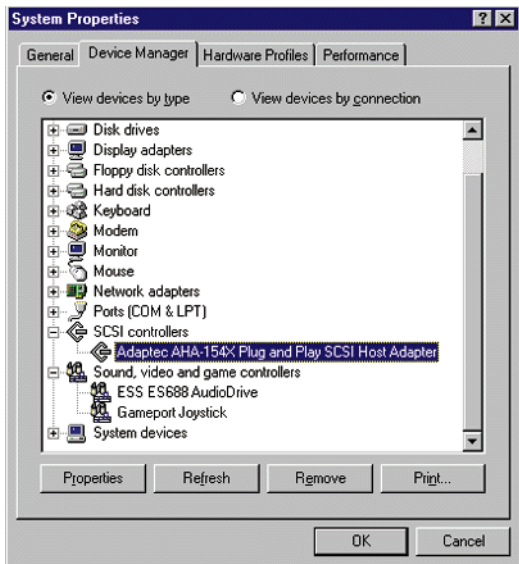 System Properties
General Device Manager Hardware Profiles Performance
View devices by type View devices by connection
Disk drives
Display adapters
Floppy disk controllers
Hard disk controllers
Keyboard
Modem
Monitor
Mouse
Network adapters
Ports (COM & LPT)
SCSI controllers
Adaptec AHA-154X Plug and Play SCSI Host Adapter
Sound, video and game controllers
ESS ES688 AudioDrive
Gameport Joystick
System devices
Properties Refresh Remove Print...
OK Cancel